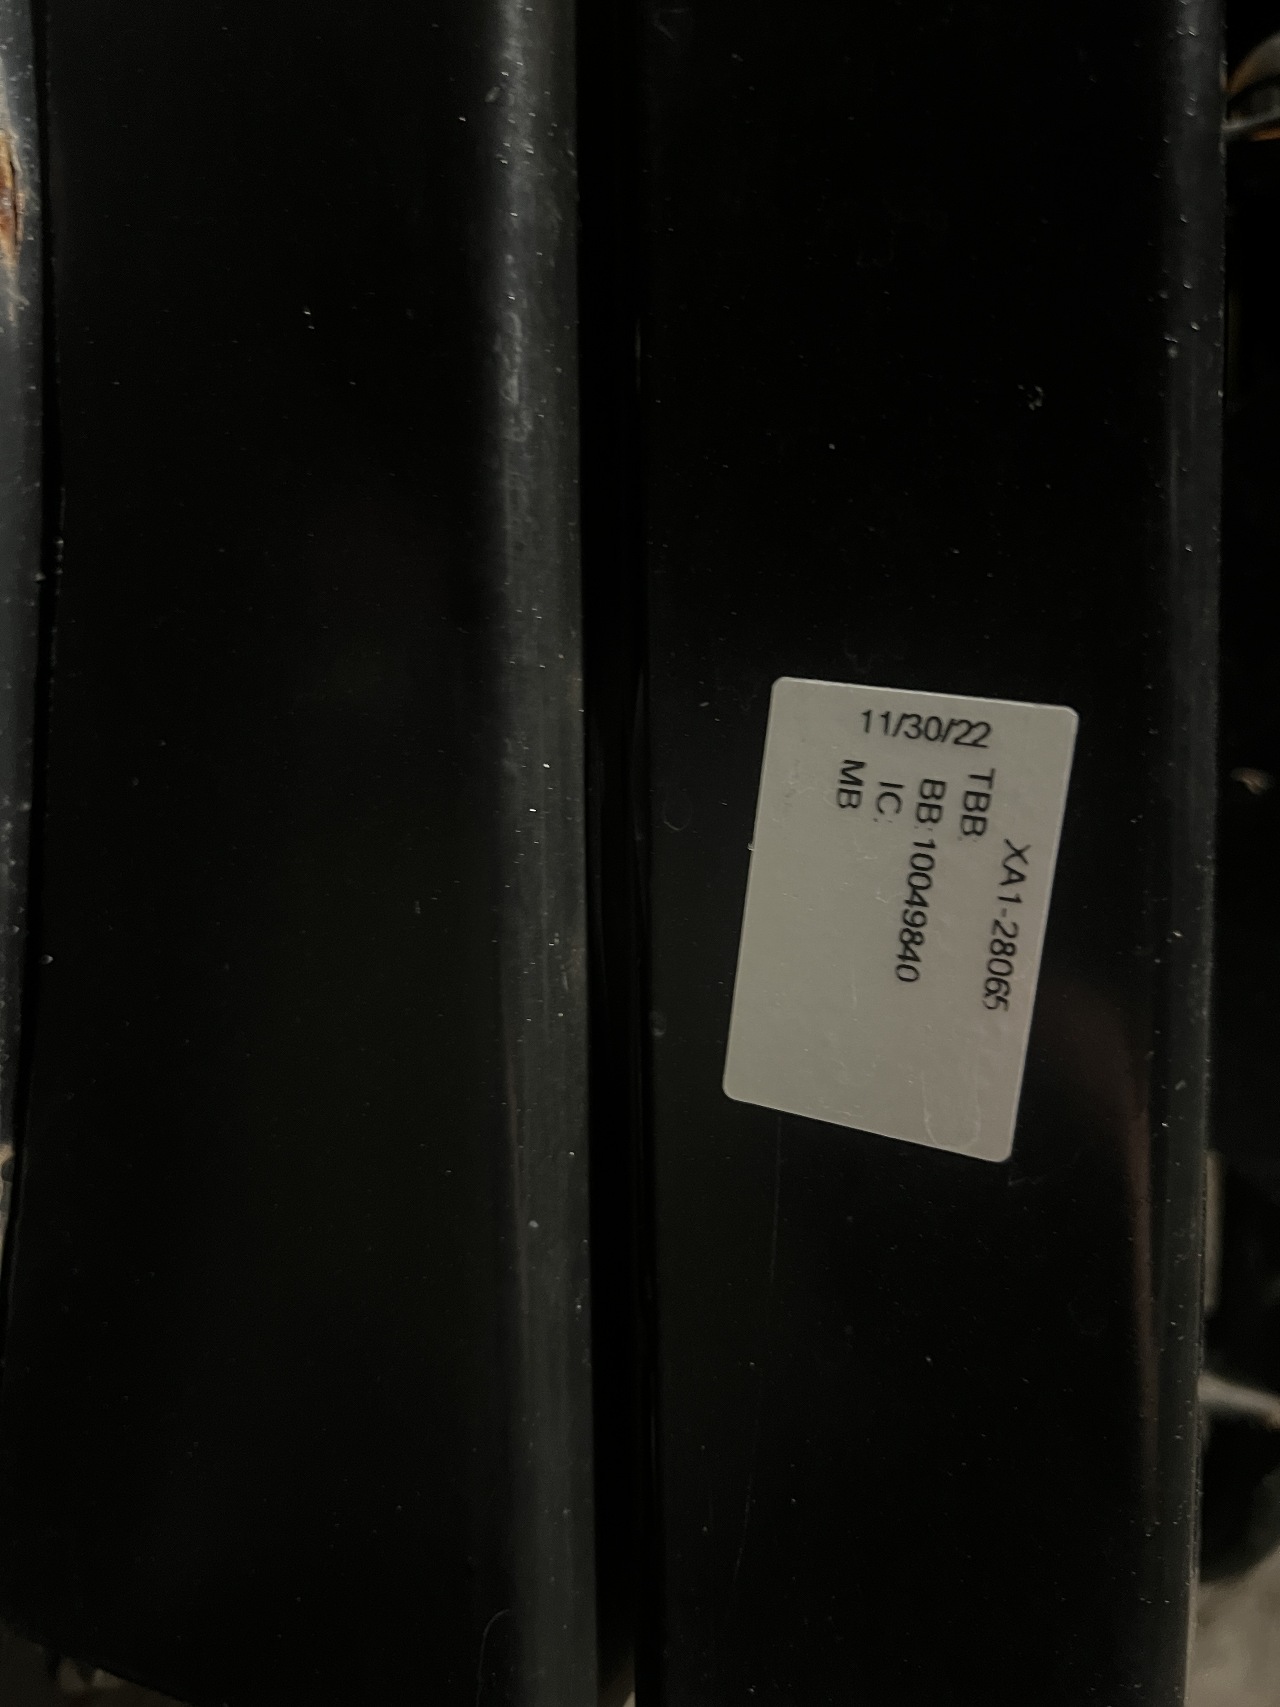 11/30/22
XA1-28065
TBB:
BB:10049840
IC:
MB